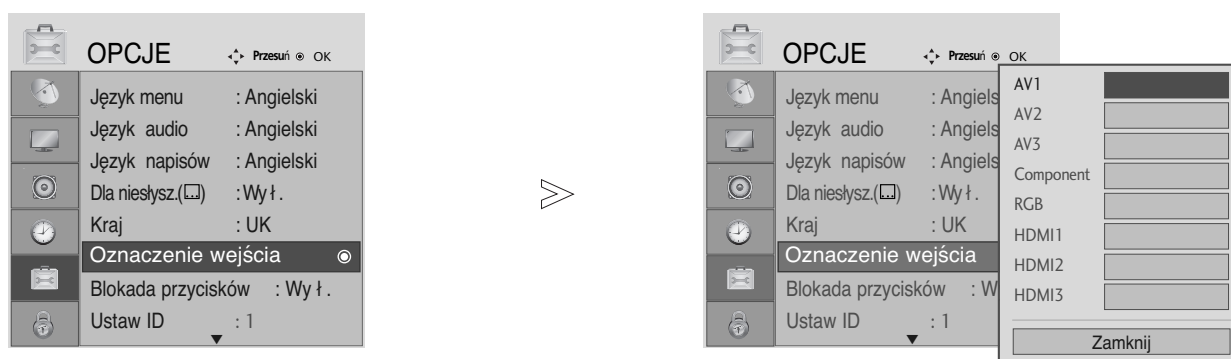 OPCJE Przesuń OK
Język menu : Angielski
Język audio : Angielski
Język napisów : Angielski
Dla niesłysz.( ) : Wył.
Kraj : UK
Oznaczenie wejścia
Blokada przycisków : Wył.
Ustaw ID : 1
OPCJE Przesuń OK
Język menu : Angiels
Język audio : Angiels
Język napisów : Angiels
Dla niesłysz.( ) : Wył.
Kraj : UK
Oznaczenie wejścia
Blokada przycisków : W
Ustaw ID : 1
AV1
AV2
AV3
Component
RGB
HDMI1
HDMI2
HDMI3
Zamknij